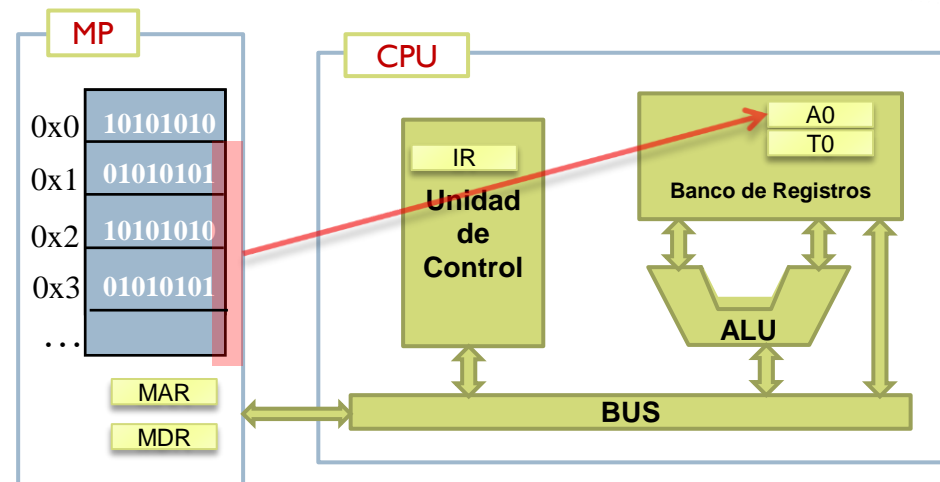 MP
0x0 10101010
0x1 01010101
0x2 10101010
0x3 01010101
...
MAR
MDR
CPU
IR
Unidad
de
Control
A0
T0
Banco de Registros
ALU
BUS